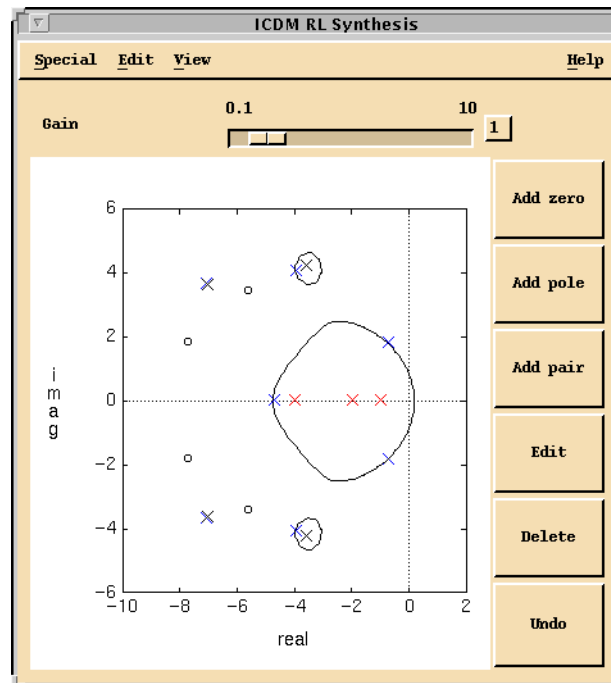 ICDM RL Synthesis
Special Edit View Help
Gain 0.1 10 1
Add zero
Add pole
Add pair
Edit
Delete
Undo
6
4
2
0
-2
-4
-6
imag
-10 -8 -6 -4 -2 0 2
real